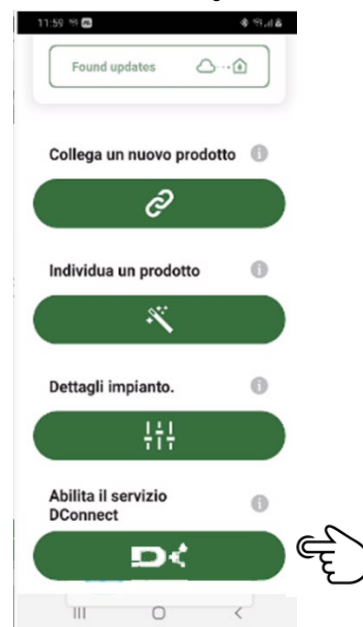 11:59
Found updates
Collega un nuovo prodotto
Individua un prodotto
Dettagli impianto.
Abilita il servizio
DConnect
D